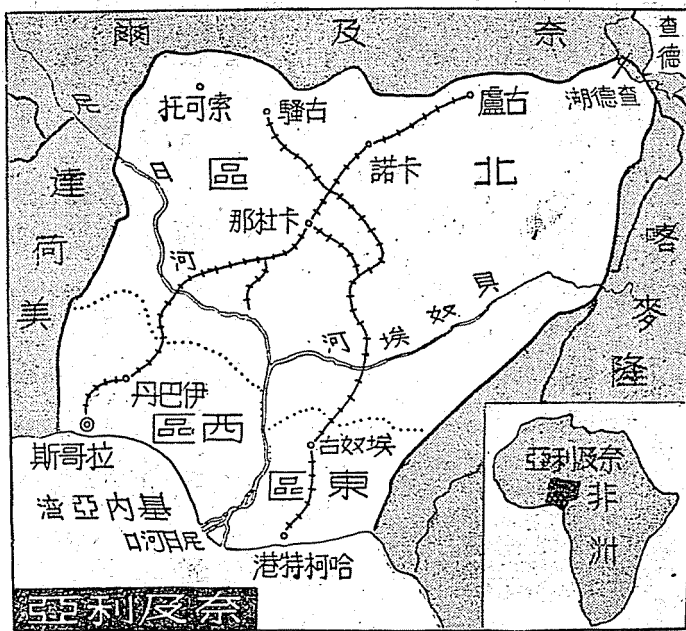 奈及爾
查德
查德湖
古盧
古騷
索可托
尼日河
北區
卡諾
卡杜那
達荷美
喀麥隆
貝奴埃河
伊巴丹
西區
拉哥斯
埃奴古
東區
基內亞灣
尼日河口
哈柯特港
奈及利亞
非洲
奈及利亞